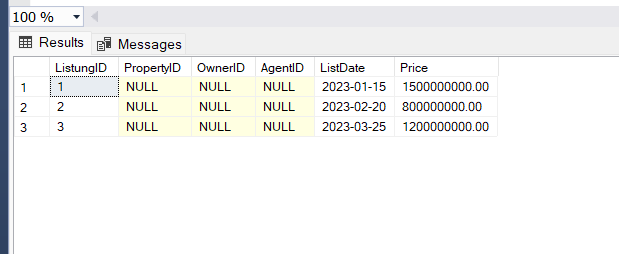 100 %
Results Messages
ListungID PropertyID OwnerID AgentID ListDate Price
1 1 NULL NULL NULL 2023-01-15 1500000000.00
2 2 NULL NULL NULL 2023-02-20 800000000.00
3 3 NULL NULL NULL 2023-03-25 1200000000.00